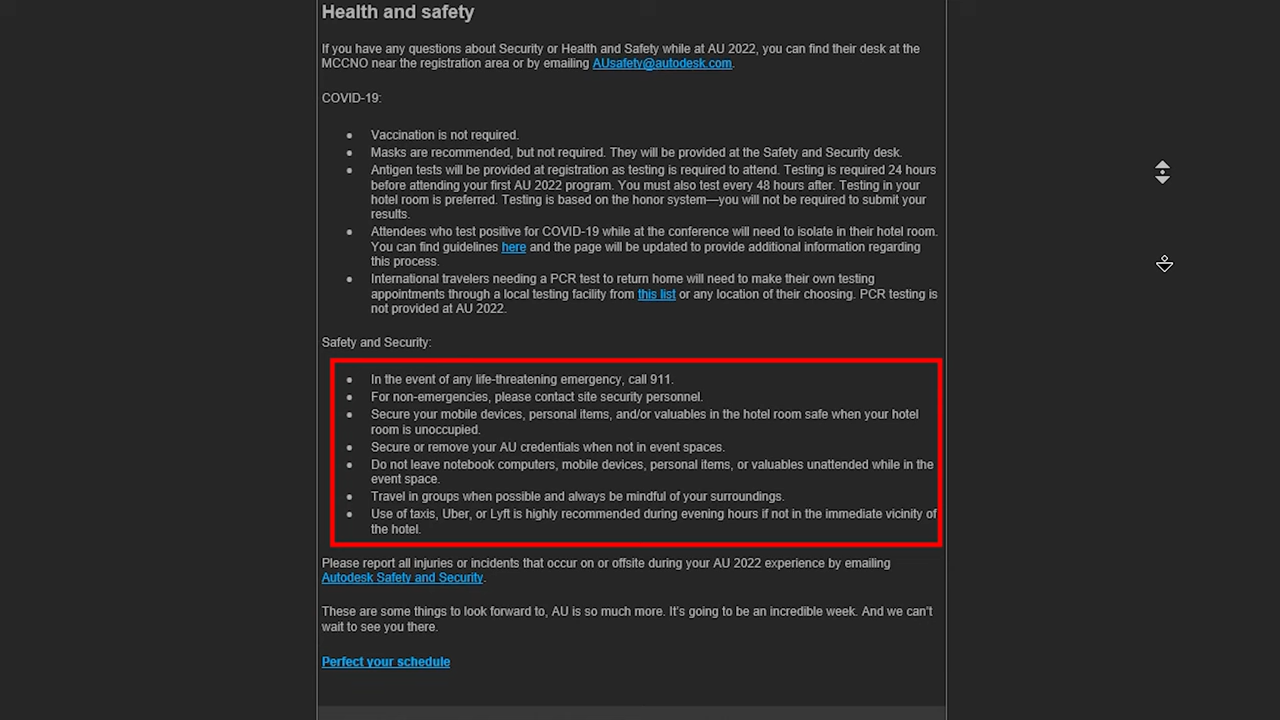 Health and safety
If you have any questions about Security or Health and Safety while at AU 2022, you can find their desk at the
MCCNO near the registration area or by emailing AUsafety@autodesk.com.
COVID-19:
• Vaccination is not required.
• Masks are recommended, but not required. They will be provided at the Safety and Security desk.
• Antigen tests will be provided at registration as testing is required to attend. Testing is required 24 hours
before attending your first AU 2022 program. You must also test every 48 hours after. Testing in your
hotel room is preferred. Testing is based on the honor system—you will not be required to submit your
results.
• Attendees who test positive for COVID-19 while at the conference will need to isolate in their hotel room.
You can find guidelines here and the page will be updated to provide additional information regarding
this process.
• International travelers needing a PCR test to return home will need to make their own testing
appointments through a local testing facility from this list or any location of their choosing. PCR testing is
not provided at AU 2022.
Safety and Security:
• In the event of any life-threatening emergency, call 911.
• For non-emergencies, please contact site security personnel.
• Secure your mobile devices, personal items, and/or valuables in the hotel room safe when your hotel
room is unoccupied.
• Secure or remove your AU credentials when not in event spaces.
• Do not leave notebook computers, mobile devices, personal items, or valuables unattended while in the
event space.
• Travel in groups when possible and always be mindful of your surroundings.
• Use of taxis, Uber, or Lyft is highly recommended during evening hours if not in the immediate vicinity of
the hotel.
Please report all injuries or incidents that occur on or offsite during your AU 2022 experience by emailing
Autodesk Safety and Security.
These are some things to look forward to, AU is so much more. It's going to be an incredible week. And we can't
wait to see you there.
Perfect your schedule